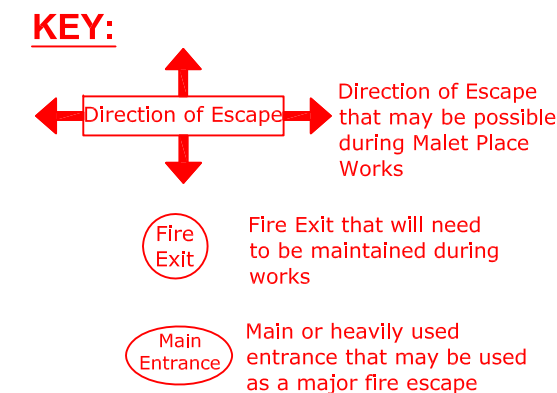 KEY:
Direction of Escape
Direction of Escape
that may be possible
during Malet Place
Works
Fire
Exit
Fire Exit that will need
to be maintained during
works
Main
Entrance
Main or heavily used
entrance that may be used
as a major fire escape